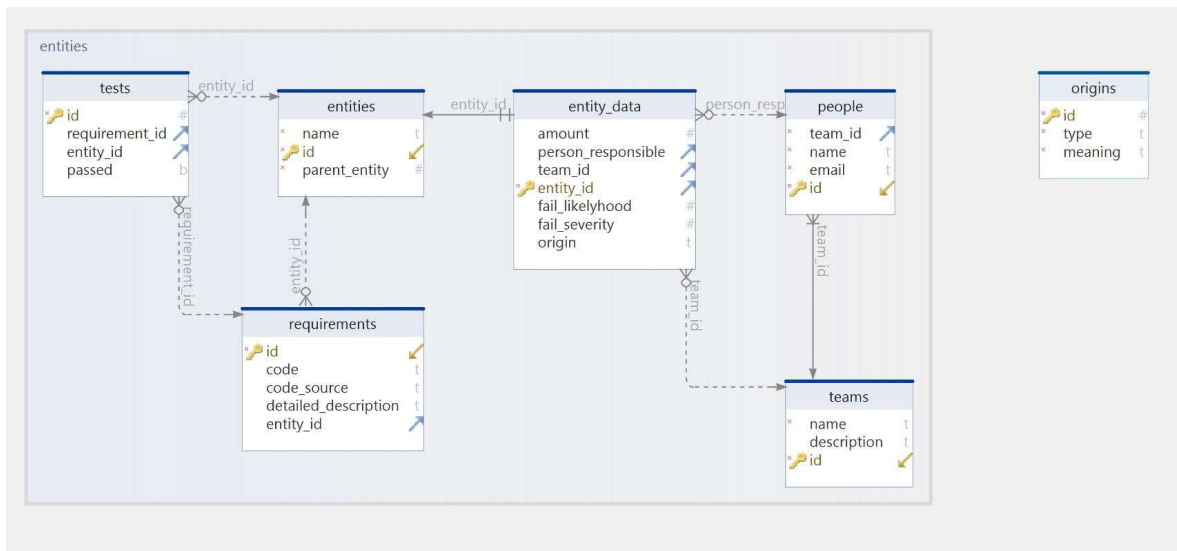 entities
tests
id #
requirement_id
entity_id
passed b
entity_id
entities
* name t
* id
* parent_entity #
entity_id
entity_data
amount #
person_responsible
team_id
* entity_id
fail_likelyhood #
fail_severity #
origin t
person_resp
people
* team_id
* name t
* email t
* id
origins
* id #
* type t
* meaning t
requirement_id
entity_id
team_id
team_id
requirements
* id
code t
code_source t
detailed_description t
entity_id
teams
* name t
description t
* id